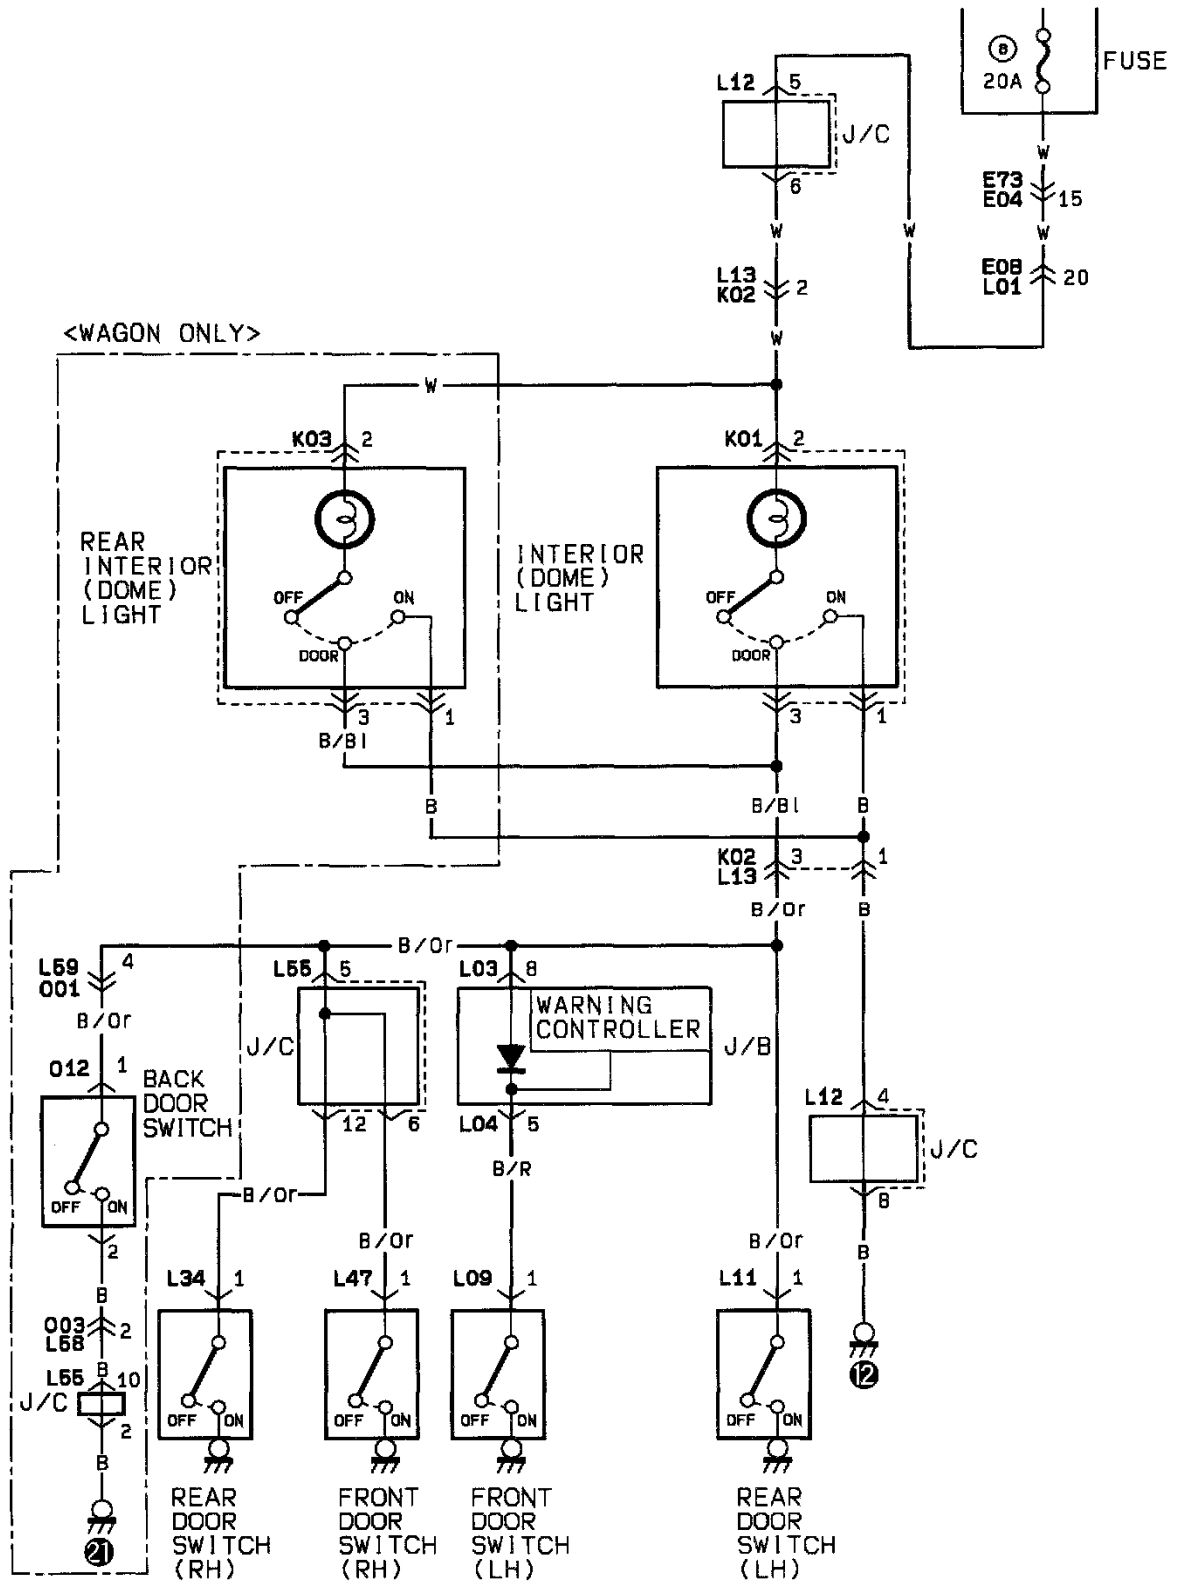 8
20A
FUSE
L12 5
J/C
6
W
E73
E04 15
W
W
W
L13
K02 2
E08
L01 20
<WAGON ONLY>
W
W
K03 2
K01 2
REAR
INTERIOR
(DOME)
LIGHT
OFF
ON
DOOR
INTERIOR
(DOME)
LIGHT
OFF
ON
DOOR
3
1
3
1
B/Bl
B
B/Bl
B
K02
L13
3
1
B/Or
B
B/Or
L59
O01
4
L55 5
L03 8
B/Or
WARNING
CONTROLLER
J/C
J/B
O12 1
BACK
DOOR
SWITCH
OFF
ON
2
12
6
L04 5
L12 4
J/C
8
B/R
B/Or
B/Or
B/Or
B
B
L34 1
L47 1
L09 1
L11 1
O03
L58
2
B
L55 10
J/C
2
B
21
12
OFF ON
OFF ON
OFF ON
OFF ON
REAR
DOOR
SWITCH
(RH)
FRONT
DOOR
SWITCH
(RH)
FRONT
DOOR
SWITCH
(LH)
REAR
DOOR
SWITCH
(LH)